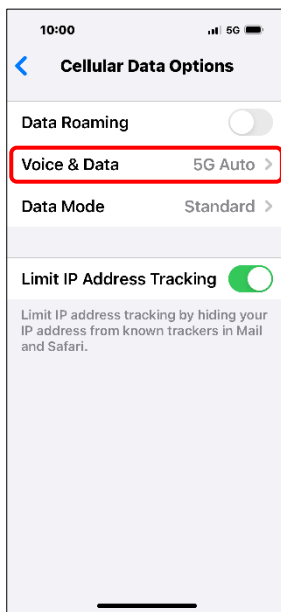 10:00 5G
Cellular Data Options
Data Roaming
Voice & Data 5G Auto
Data Mode Standard
Limit IP Address Tracking
Limit IP address tracking by hiding your
IP address from known trackers in Mail
and Safari.